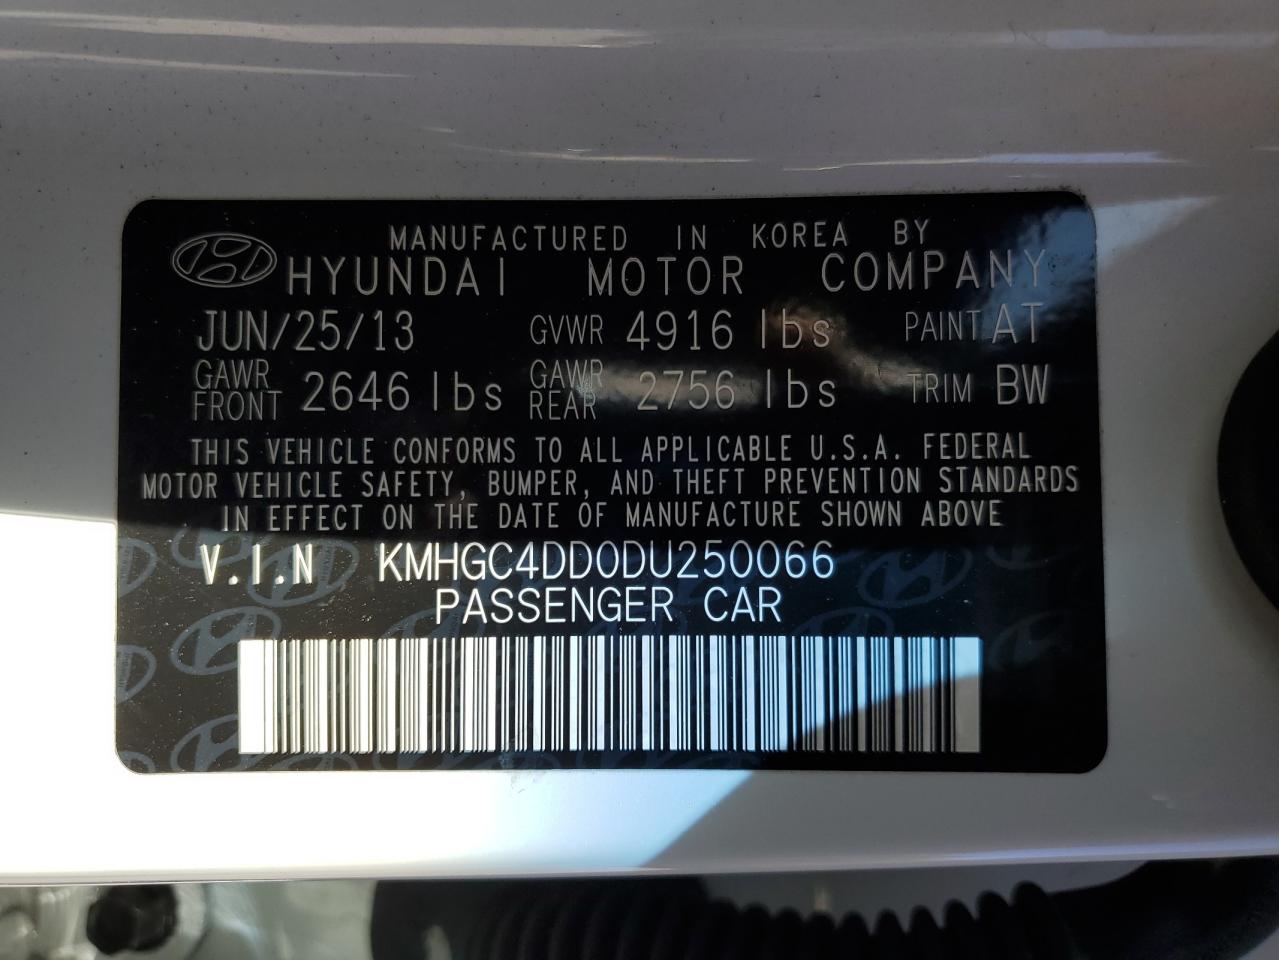 MANUFACTURED IN KOREA BY
HYUNDAI MOTOR COMPANY
JUN/25/13 GVWR 4916 lbs PAINT AT
GAWR FRONT 2646 lbs GAWR REAR 2756 lbs TRIM BW
THIS VEHICLE CONFORMS TO ALL APPLICABLE U.S.A. FEDERAL
MOTOR VEHICLE SAFETY, BUMPER, AND THEFT PREVENTION STANDARDS
IN EFFECT ON THE DATE OF MANUFACTURE SHOWN ABOVE
V.I.N KMHGC4DD0DU250066
PASSENGER CAR